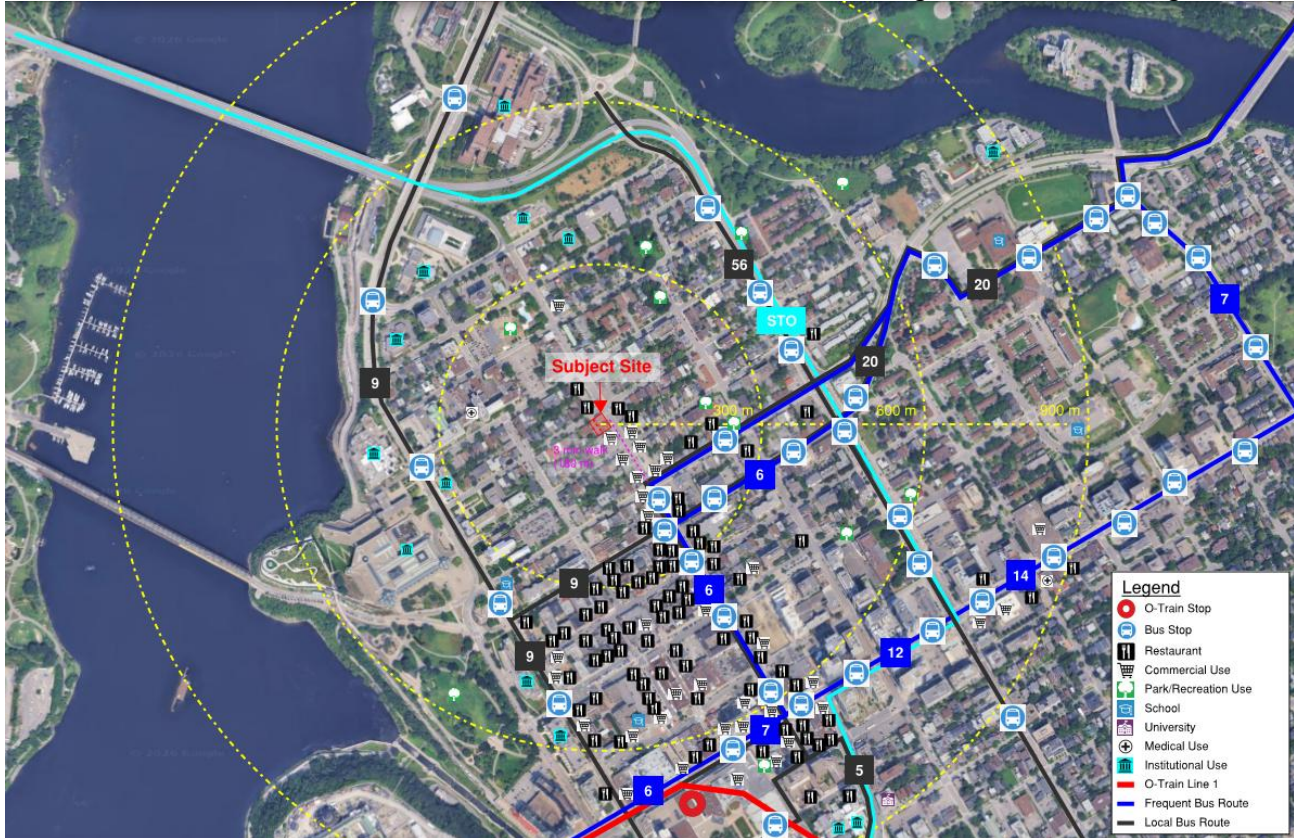 56
STO
20
7
Subject Site
20
9
300 m
600 m
900 m
3 min walk
6
14
9
6
12
9
7
5
6
Legend
O-Train Stop
Bus Stop
Restaurant
Commercial Use
Park/Recreation Use
School
University
Medical Use
Institutional Use
O-Train Line 1
Frequent Bus Route
Local Bus Route